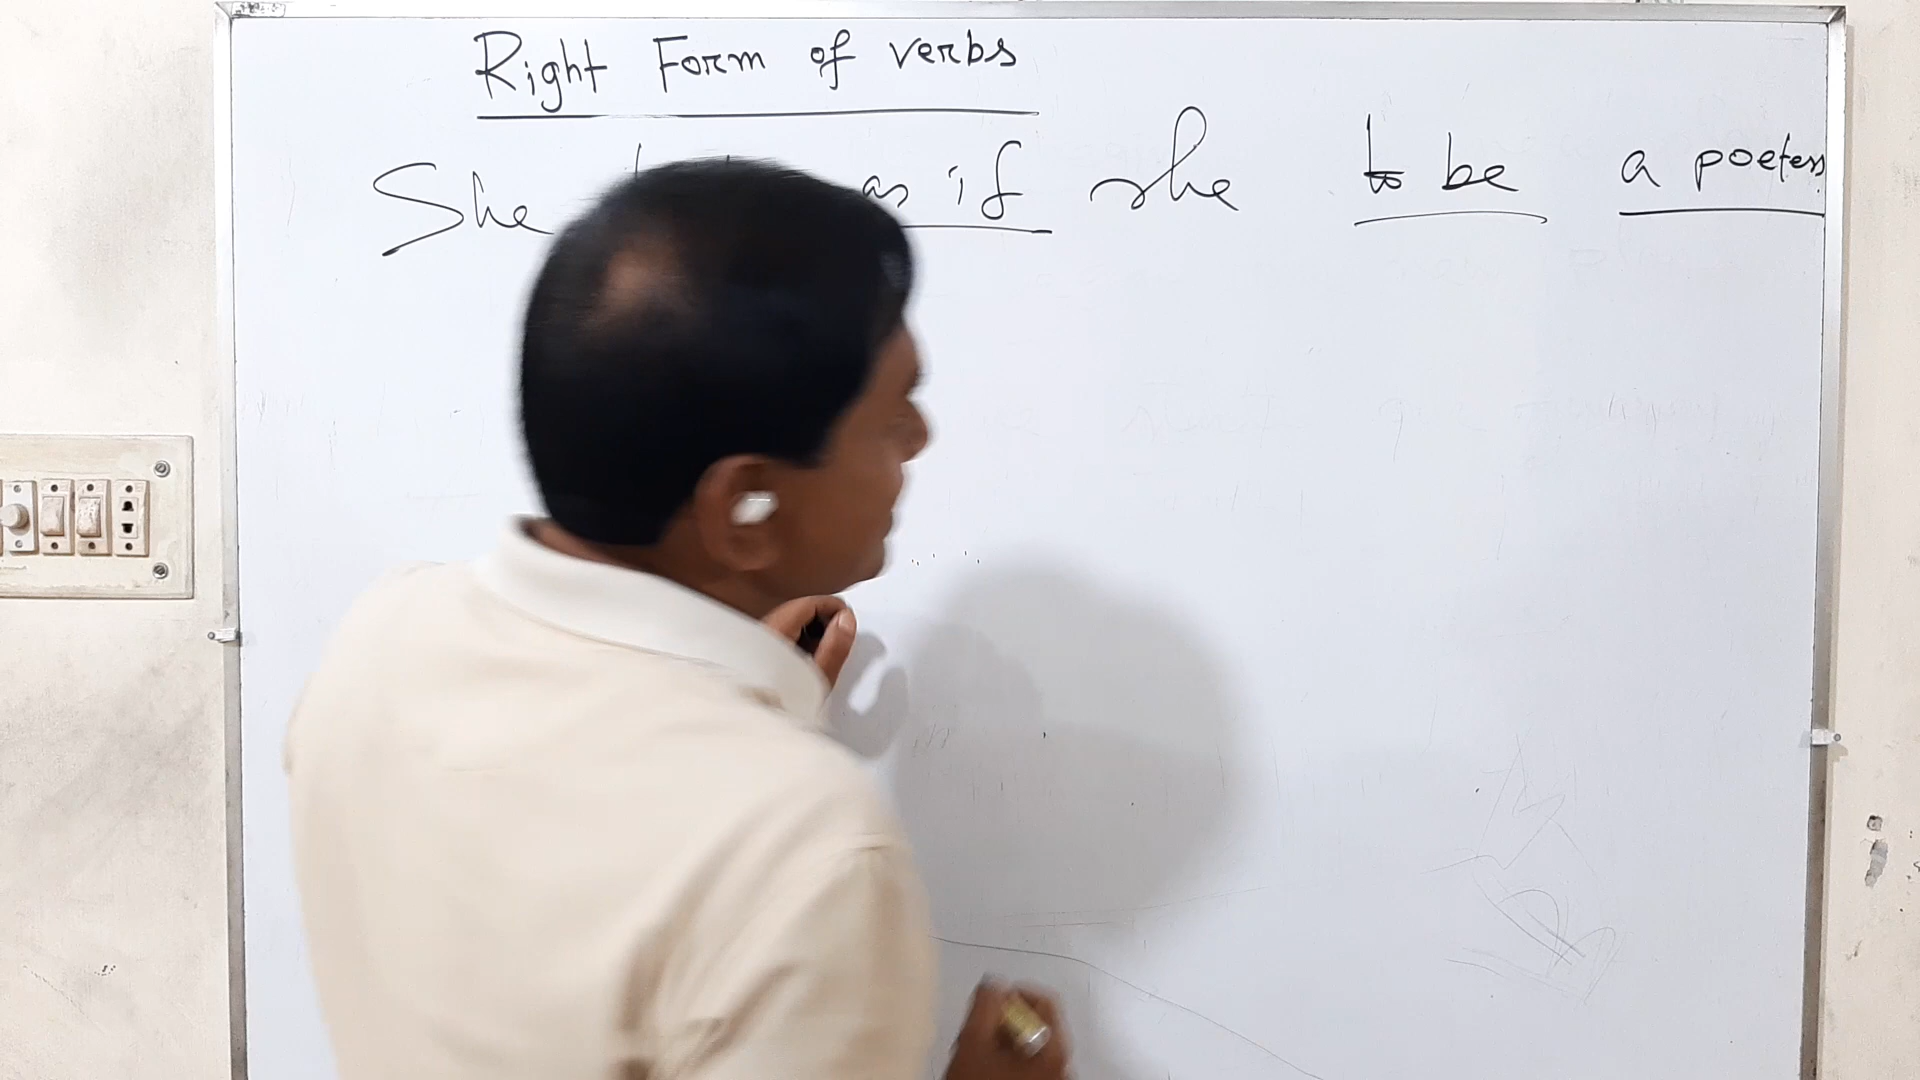 Right Form of verbs
She as if she to be a poetess